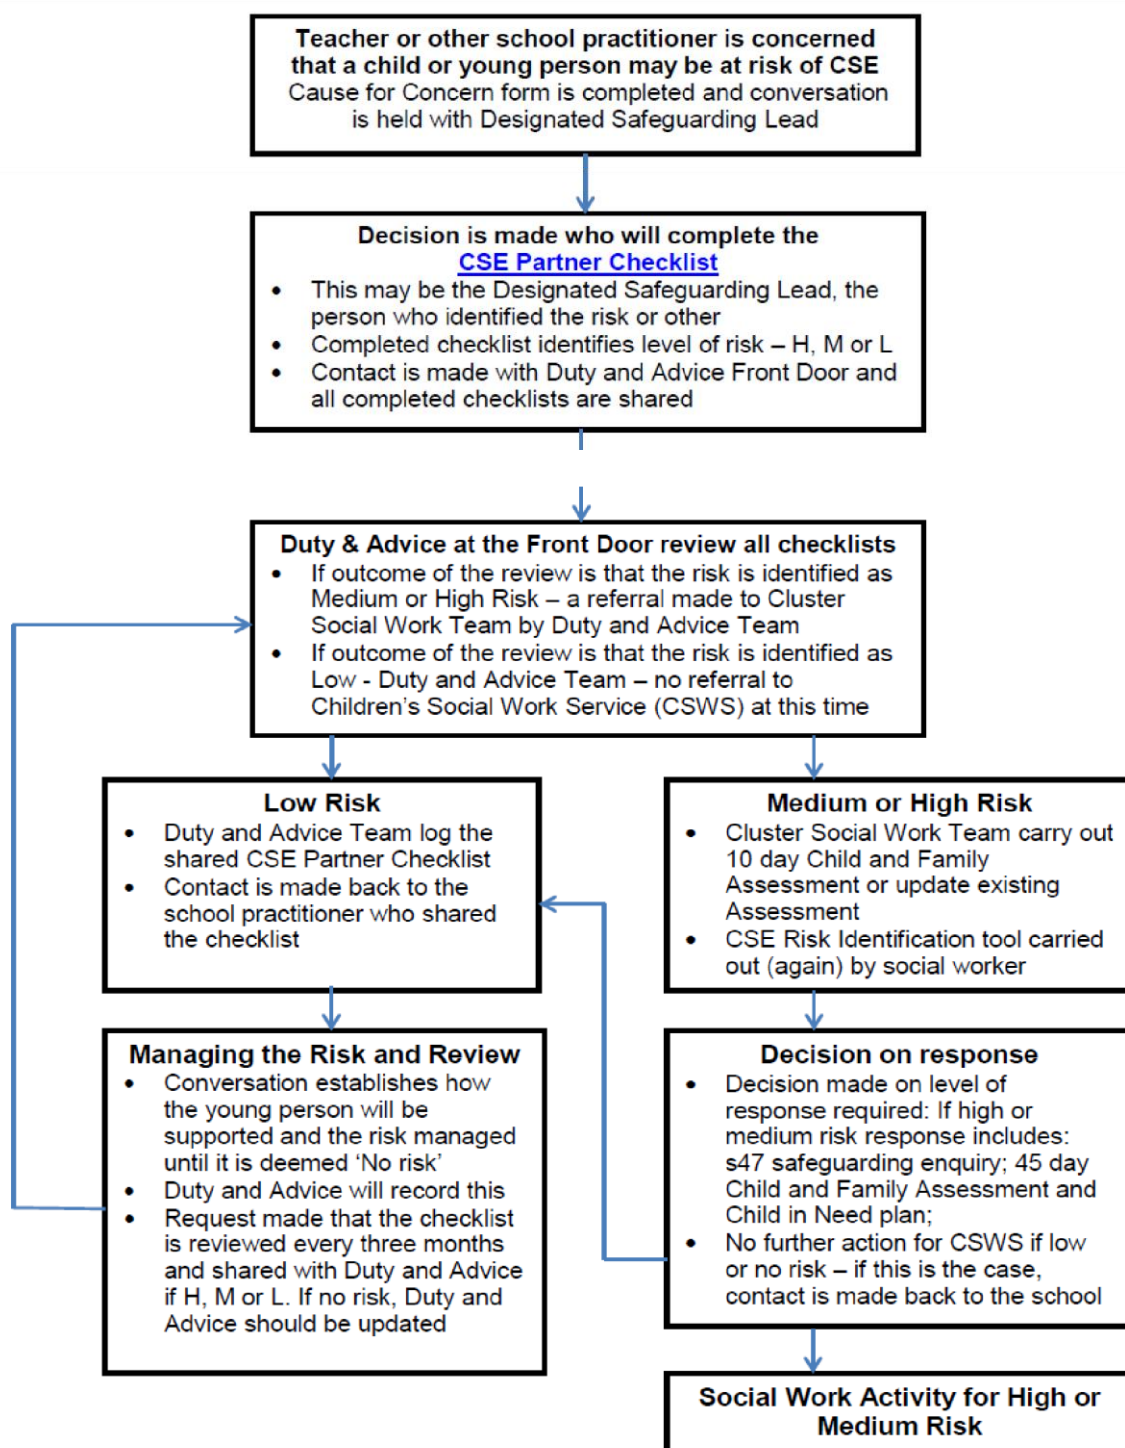 Teacher or other school practitioner is concerned
that a child or young person may be at risk of CSE
Cause for Concern form is completed and conversation
is held with Designated Safeguarding Lead
Decision is made who will complete the
CSE Partner Checklist
• This may be the Designated Safeguarding Lead, the
person who identified the risk or other
• Completed checklist identifies level of risk – H, M or L
• Contact is made with Duty and Advice Front Door and
all completed checklists are shared
Duty & Advice at the Front Door review all checklists
• If outcome of the review is that the risk is identified as
Medium or High Risk – a referral made to Cluster
Social Work Team by Duty and Advice Team
• If outcome of the review is that the risk is identified as
Low - Duty and Advice Team – no referral to
Children's Social Work Service (CSWS) at this time
Low Risk
• Duty and Advice Team log the
shared CSE Partner Checklist
• Contact is made back to the
school practitioner who shared
the checklist
Medium or High Risk
• Cluster Social Work Team carry out
10 day Child and Family
Assessment or update existing
Assessment
• CSE Risk Identification tool carried
out (again) by social worker
Managing the Risk and Review
• Conversation establishes how
the young person will be
supported and the risk managed
until it is deemed 'No risk'
• Duty and Advice will record this
• Request made that the checklist
is reviewed every three months
and shared with Duty and Advice
if H, M or L. If no risk, Duty and
Advice should be updated
Decision on response
• Decision made on level of
response required: If high or
medium risk response includes:
s47 safeguarding enquiry; 45 day
Child and Family Assessment and
Child in Need plan;
• No further action for CSWS if low
or no risk – if this is the case,
contact is made back to the school
Social Work Activity for High or
Medium Risk